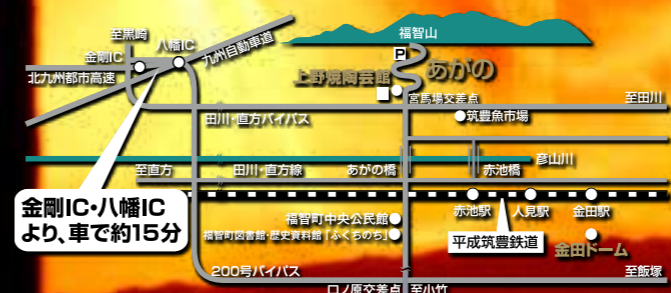 至黒崎
八幡IC
金剛IC
九州自動車道
北九州都市高速
福智山
P
あがの
上野焼陶芸館
宮馬場交差点
至田川
田川・直方バイパス
筑豊魚市場
彦山川
至直方
田川・直方線
あがの橋
赤池橋
金剛IC・八幡IC
より、車で約15分
赤池駅
人見駅
金田駅
福智町中央公民館
福智町図書館・歴史資料館「ふくちのち」
平成筑豊鉄道
金田ドーム
200号バイパス
至飯塚
口ノ原交差点
至小竹